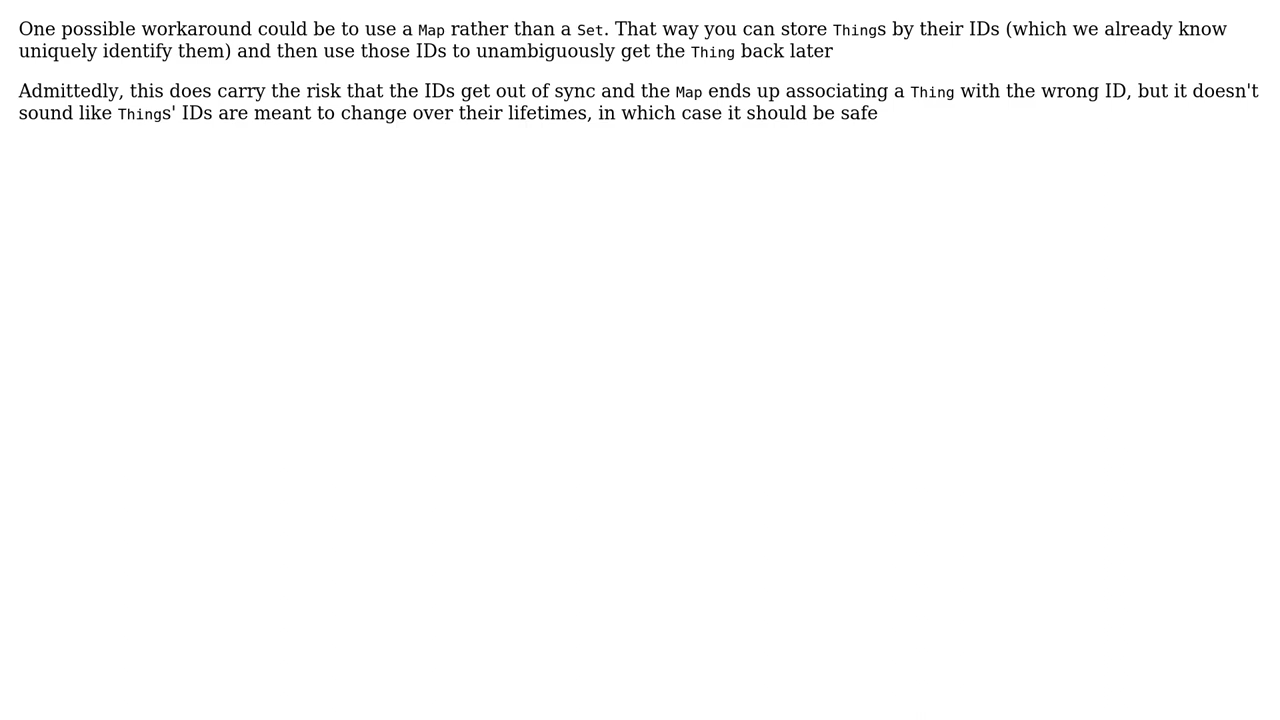 One possible workaround could be to use a Map rather than a Set. That way you can store Things by their IDs (which we already know
uniquely identify them) and then use those IDs to unambiguously get the Thing back later
Admittedly, this does carry the risk that the IDs get out of sync and the Map ends up associating a Thing with the wrong ID, but it doesn't
sound like Things' IDs are meant to change over their lifetimes, in which case it should be safe